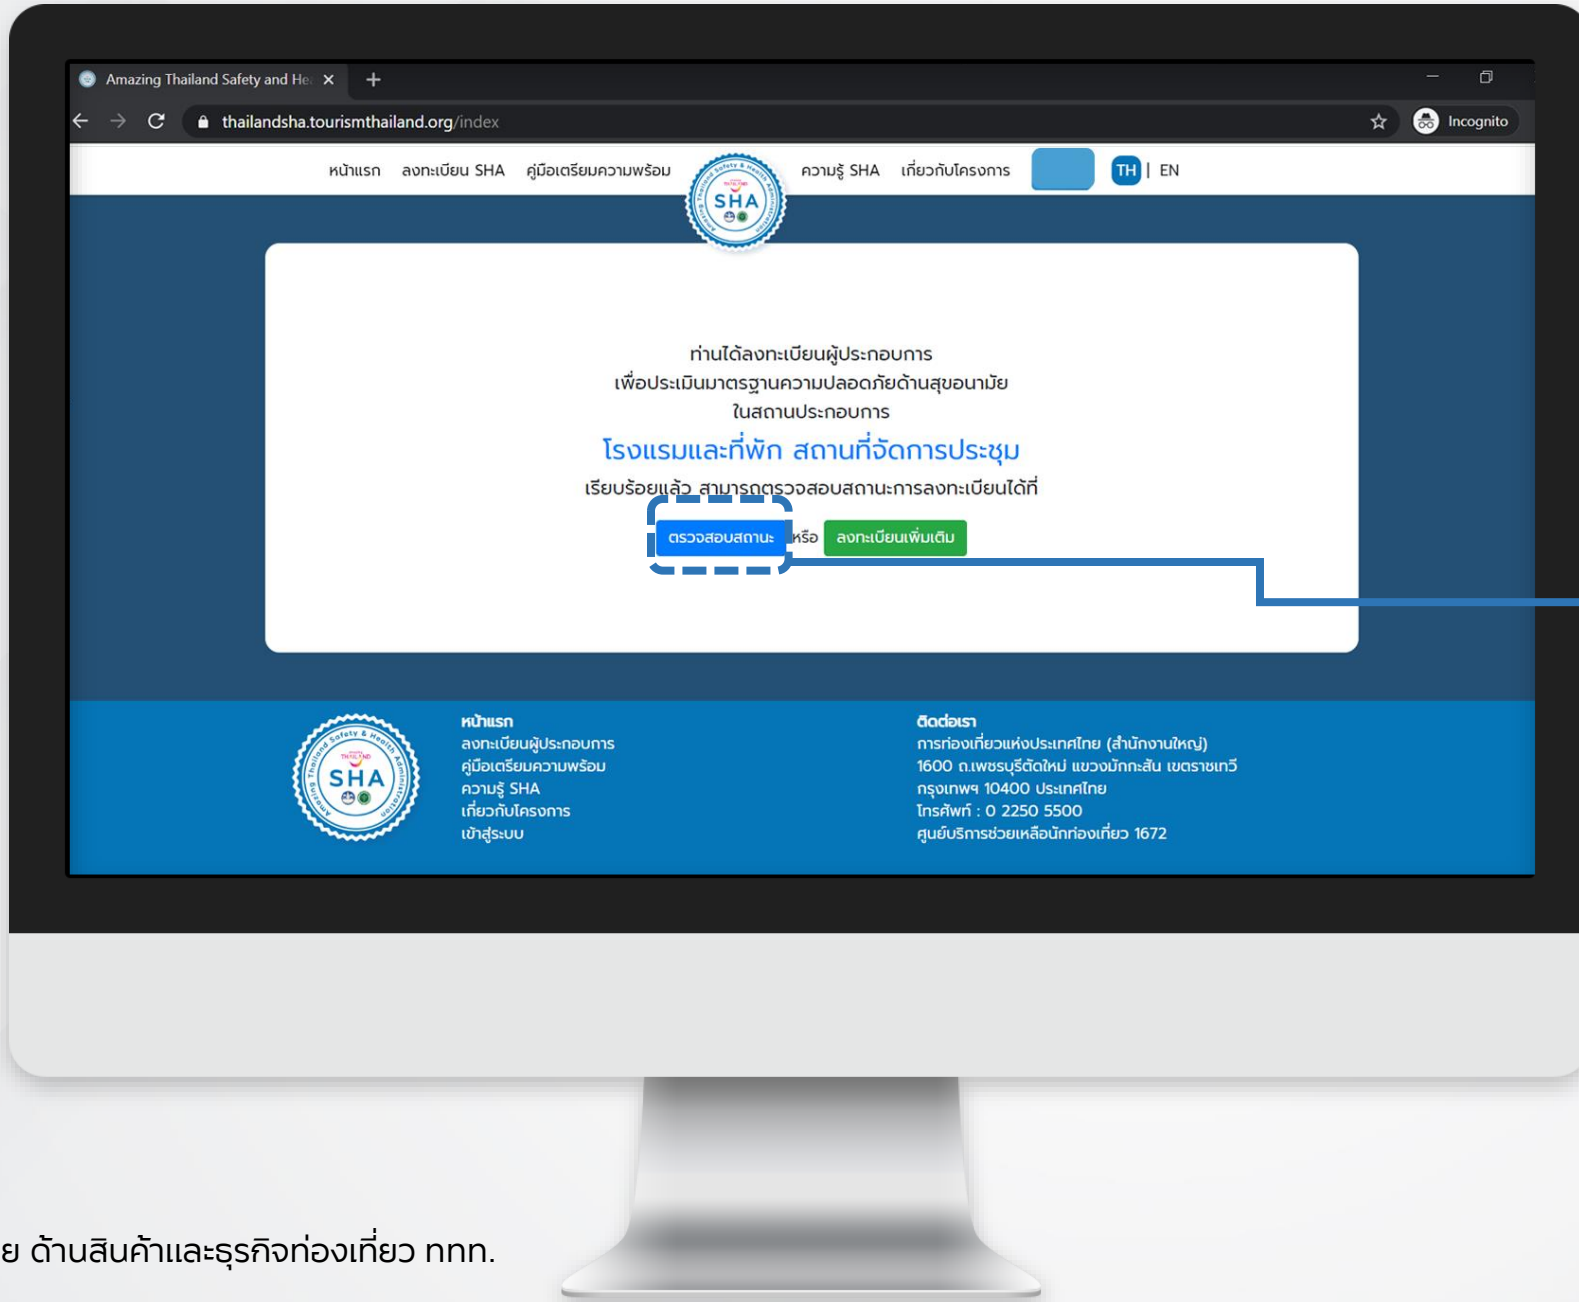 Amazing Thailand Safety and Hea
thailandsha.tourismthailand.org/index
Incognito
หน้าแรก ลงทะเบียน SHA คู่มือเตรียมความพร้อม ความรู้ SHA เกี่ยวกับโครงการ TH | EN
Amazing Thailand Safety & Health Administration
SHA
ท่านได้ลงทะเบียนผู้ประกอบการ
เพื่อประเมินมาตรฐานความปลอดภัยด้านสุขอนามัย
ในสถานประกอบการ
โรงแรมและที่พัก สถานที่จัดการประชุม
เรียบร้อยแล้ว สามารถตรวจสอบสถานะการลงทะเบียนได้ที่
ตรวจสอบสถานะ หรือ ลงทะเบียนเพิ่มเติม
Amazing Thailand Safety & Health Administration
THAILAND
SHA
หน้าแรก
ลงทะเบียนผู้ประกอบการ
คู่มือเตรียมความพร้อม
ความรู้ SHA
เกี่ยวกับโครงการ
เข้าสู่ระบบ
ติดต่อเรา
การท่องเที่ยวแห่งประเทศไทย (สำนักงานใหญ่)
1600 ถ.เพชรบุรีตัดใหม่ แขวงมักกะสัน เขตราชเทวี
กรุงเทพฯ 10400 ประเทศไทย
โทรศัพท์ : 0 2250 5500
ศูนย์บริการช่วยเหลือนักท่องเที่ยว 1672
ย ด้านสินค้าและธุรกิจท่องเที่ยว ททท.